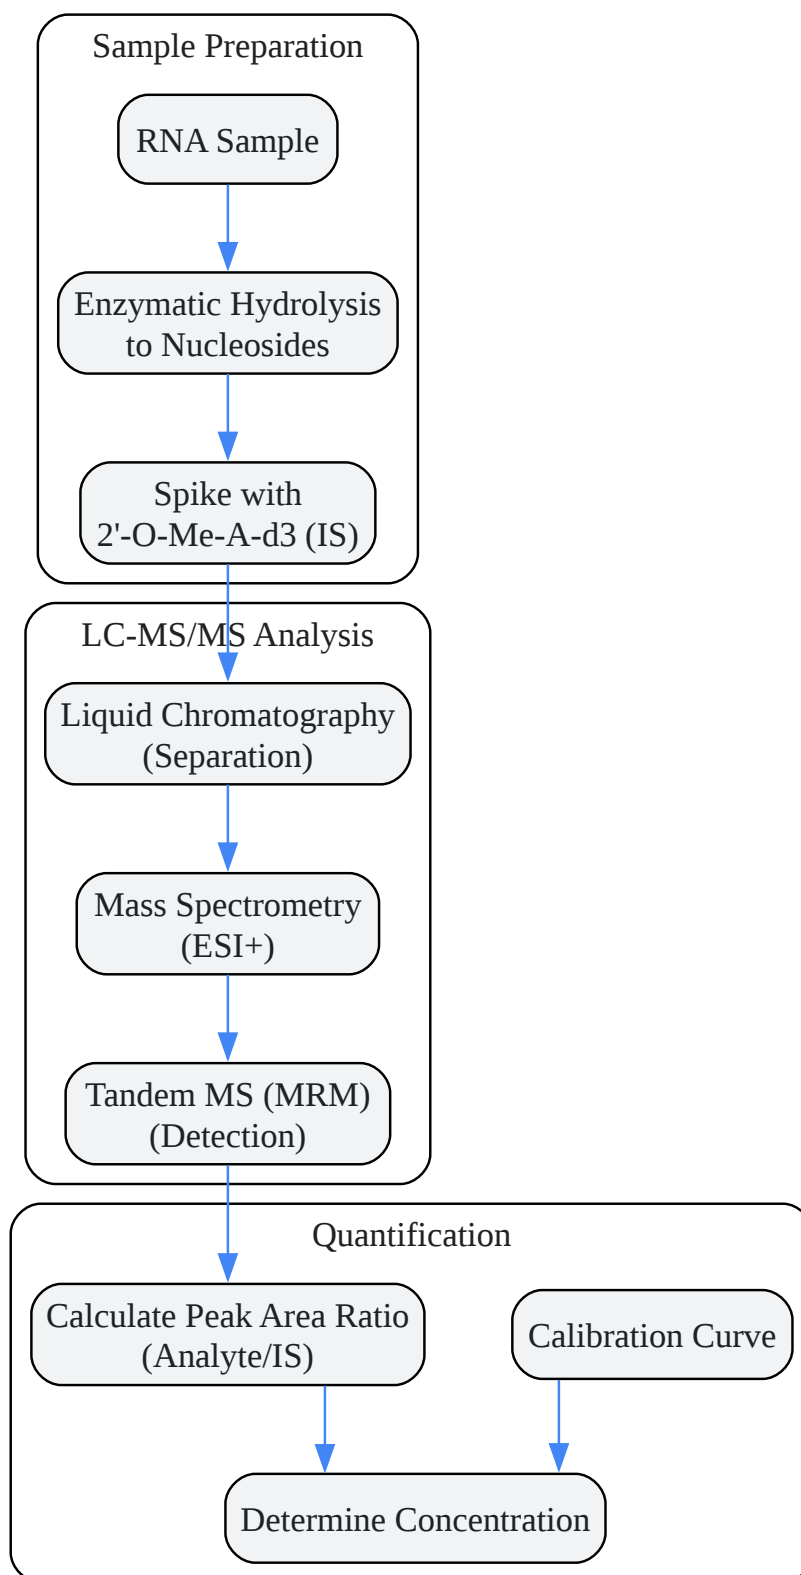 Sample Preparation
RNA Sample
Enzymatic Hydrolysis
to Nucleosides
Spike with
2'-O-Me-A-d3 (IS)
LC-MS/MS Analysis
Liquid Chromatography
(Separation)
Mass Spectrometry
(ESI+)
Tandem MS (MRM)
(Detection)
Quantification
Calculate Peak Area Ratio
(Analyte/IS)
Calibration Curve
Determine Concentration